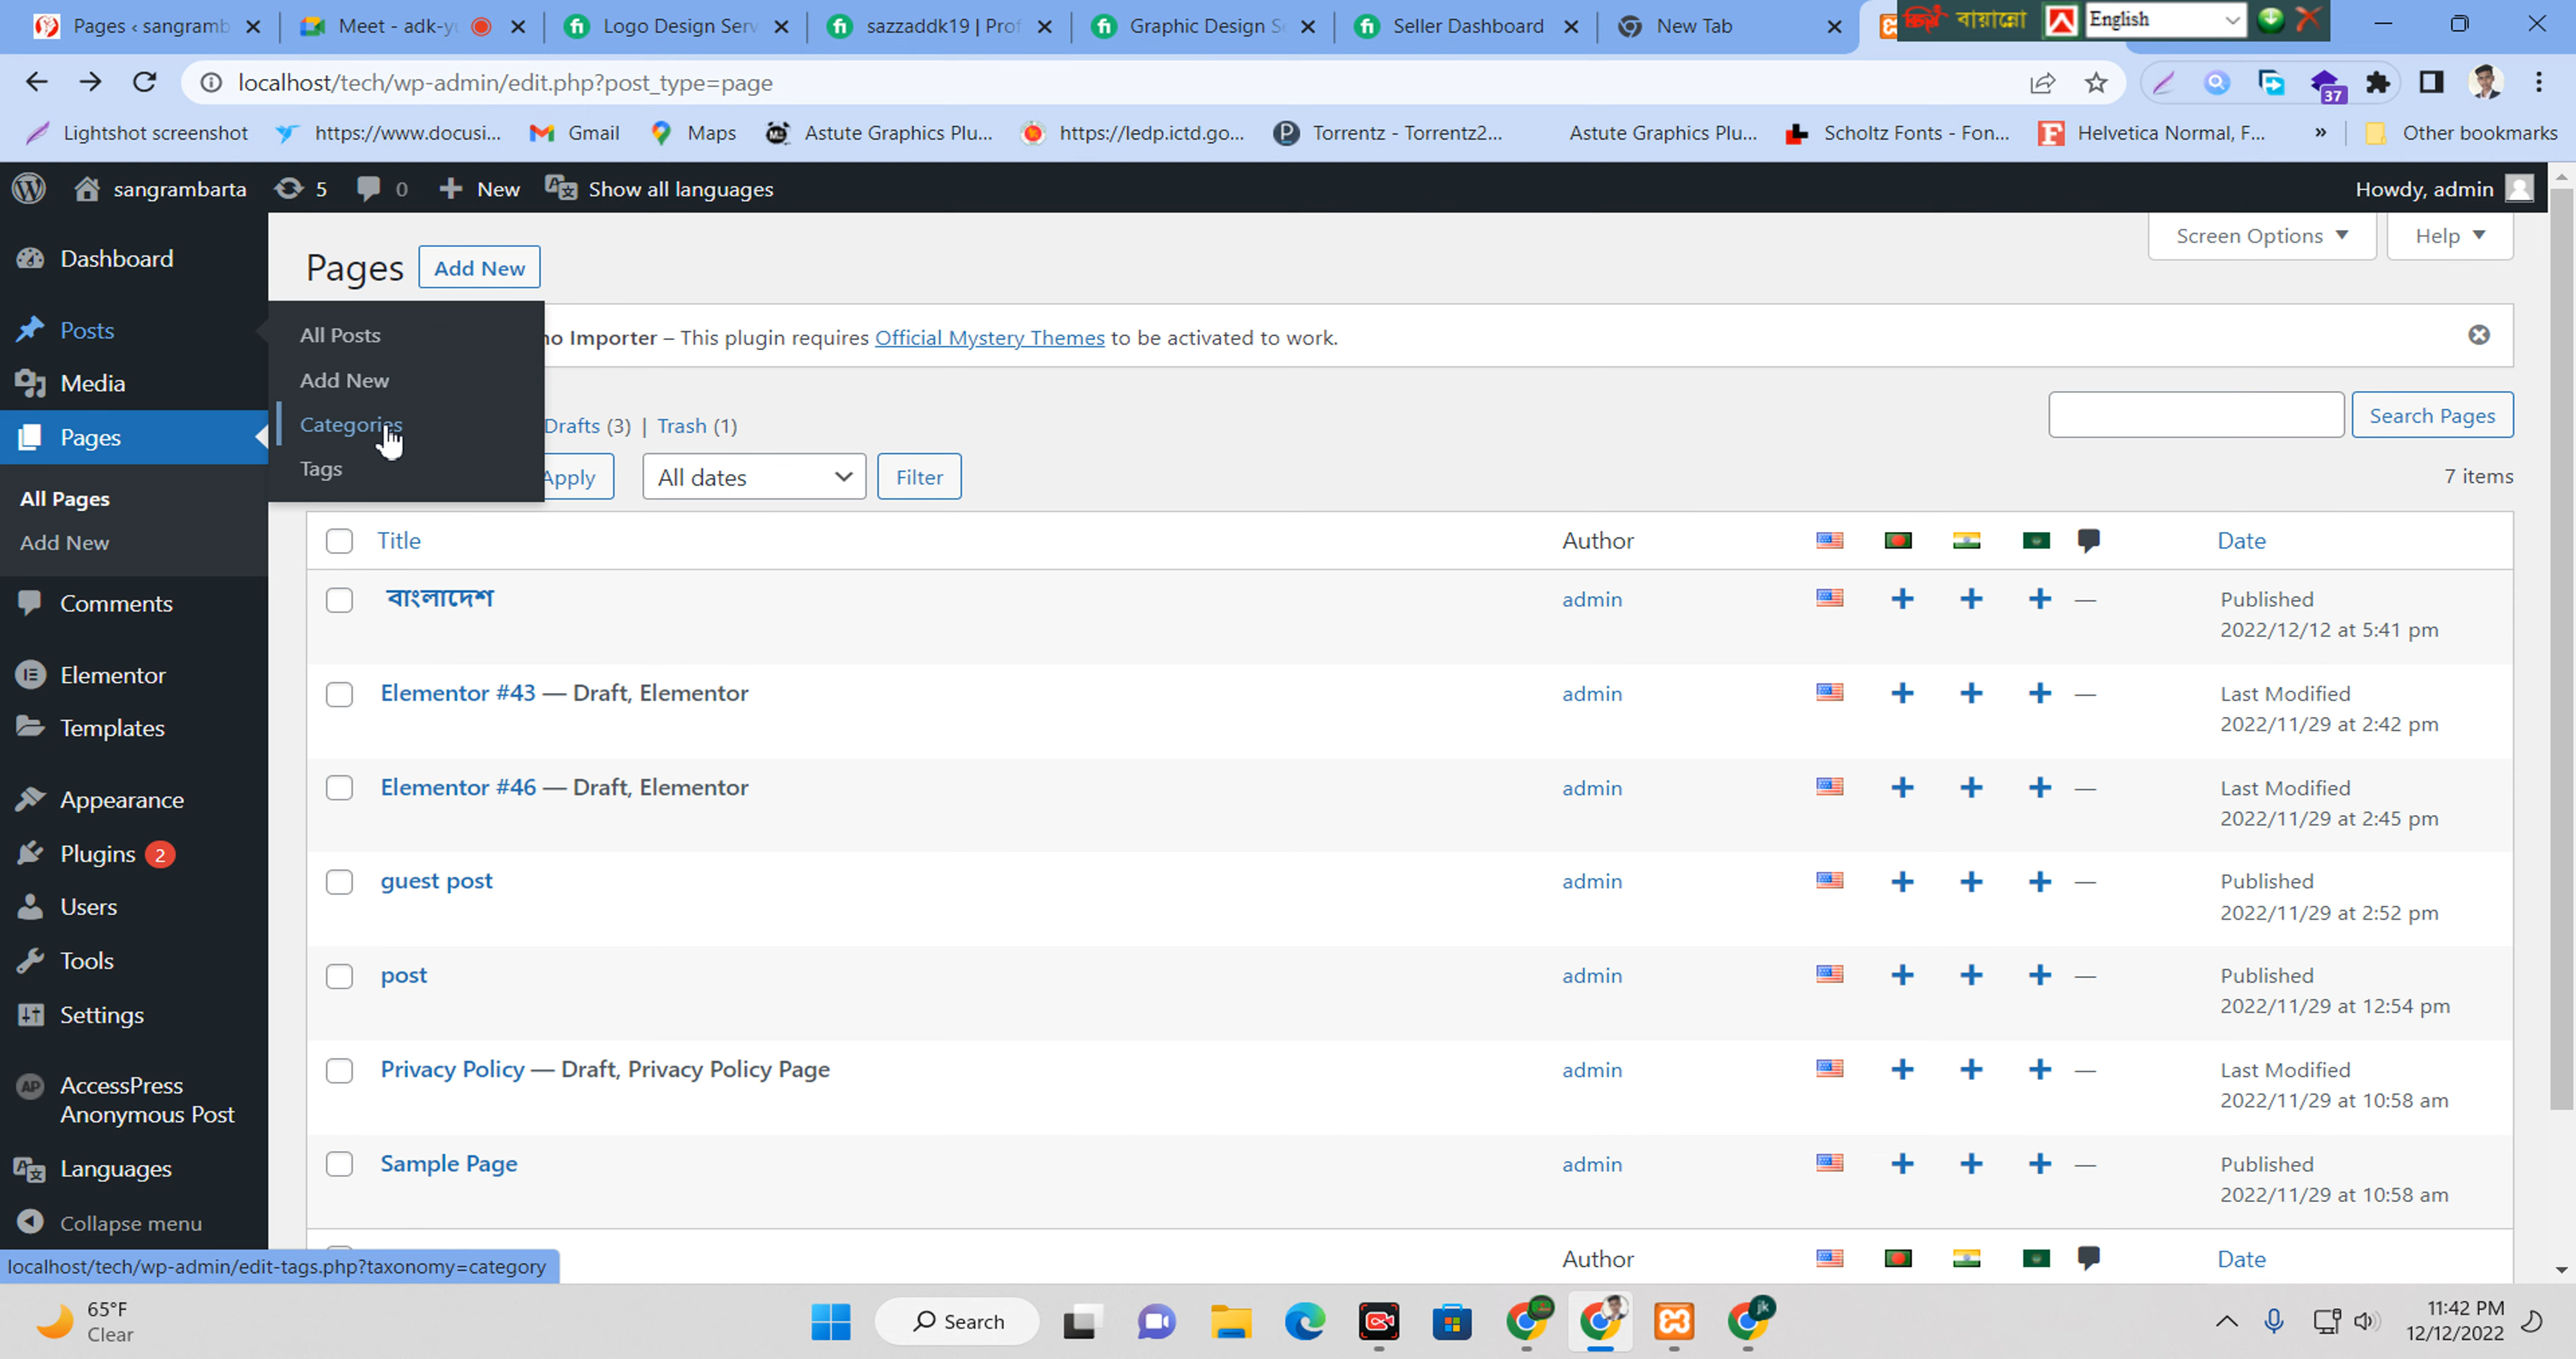 Pages ‹ sangramb
Meet - adk-y
Logo Design Serv
sazzaddk19 | Prof
Graphic Design S
Seller Dashboard
New Tab
বায়ান্নো
English
localhost/tech/wp-admin/edit.php?post_type=page
37
Lightshot screenshot
https://www.docusi...
Gmail
Maps
Astute Graphics Plu...
https://ledp.ictd.go...
Torrentz - Torrentz2...
Astute Graphics Plu...
Scholtz Fonts - Fon...
Helvetica Normal, F...
»
Other bookmarks
sangrambarta
5
0
New
Show all languages
Howdy, admin
Dashboard
Posts
Media
Pages
All Pages
Add New
Comments
Elementor
Templates
Appearance
Plugins 2
Users
Tools
Settings
AccessPress
Anonymous Post
Languages
Collapse menu
Pages
Add New
Screen Options
Help
All Posts
Add New
Categories
Tags
no Importer – This plugin requires Official Mystery Themes to be activated to work.
Drafts (3) | Trash (1)
Search Pages
Apply
All dates
Filter
7 items
Title Author Date
বাংলাদেশ admin — Published
2022/12/12 at 5:41 pm
Elementor #43 — Draft, Elementor admin — Last Modified
2022/11/29 at 2:42 pm
Elementor #46 — Draft, Elementor admin — Last Modified
2022/11/29 at 2:45 pm
guest post admin — Published
2022/11/29 at 2:52 pm
post admin — Published
2022/11/29 at 12:54 pm
Privacy Policy — Draft, Privacy Policy Page admin — Last Modified
2022/11/29 at 10:58 am
Sample Page admin — Published
2022/11/29 at 10:58 am
Author Date
localhost/tech/wp-admin/edit-tags.php?taxonomy=category
65°F
Clear
Search
jk
11:42 PM
12/12/2022